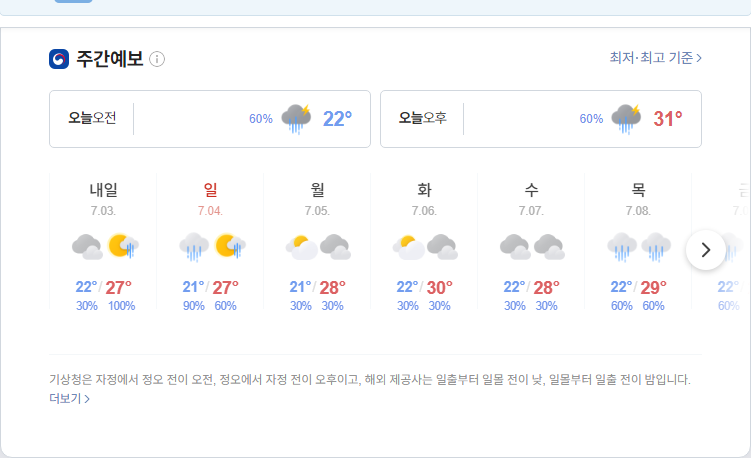 주간예보
최저·최고 기준
오늘오전 60% 22°
오늘오후 60% 31°
내일 일 월 화 수 목
7.03. 7.04. 7.05. 7.06. 7.07. 7.08.
22°/27° 21°/27° 21°/28° 22°/30° 22°/28° 22°/29° 22°
30% 100% 90% 60% 30% 30% 30% 30% 30% 30% 60% 60% 60%
기상청은 자정에서 정오 전이 오전, 정오에서 자정 전이 오후이고, 해외 제공사는 일출부터 일몰 전이 낮, 일몰부터 일출 전이 밤입니다.
더보기